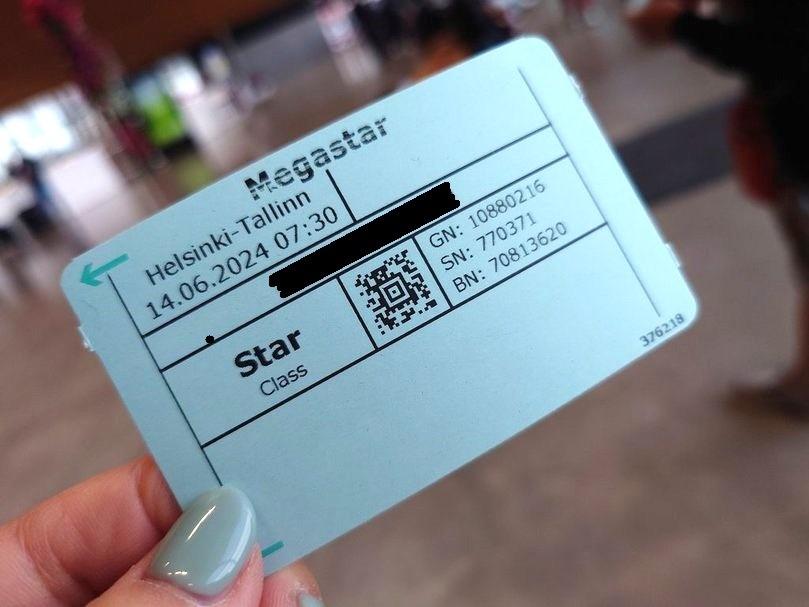 Megastar
Helsinki-Tallinn
14.06.2024 07:30
Star
Class
GN: 10880216
SN: 770371
BN: 70813620
376218